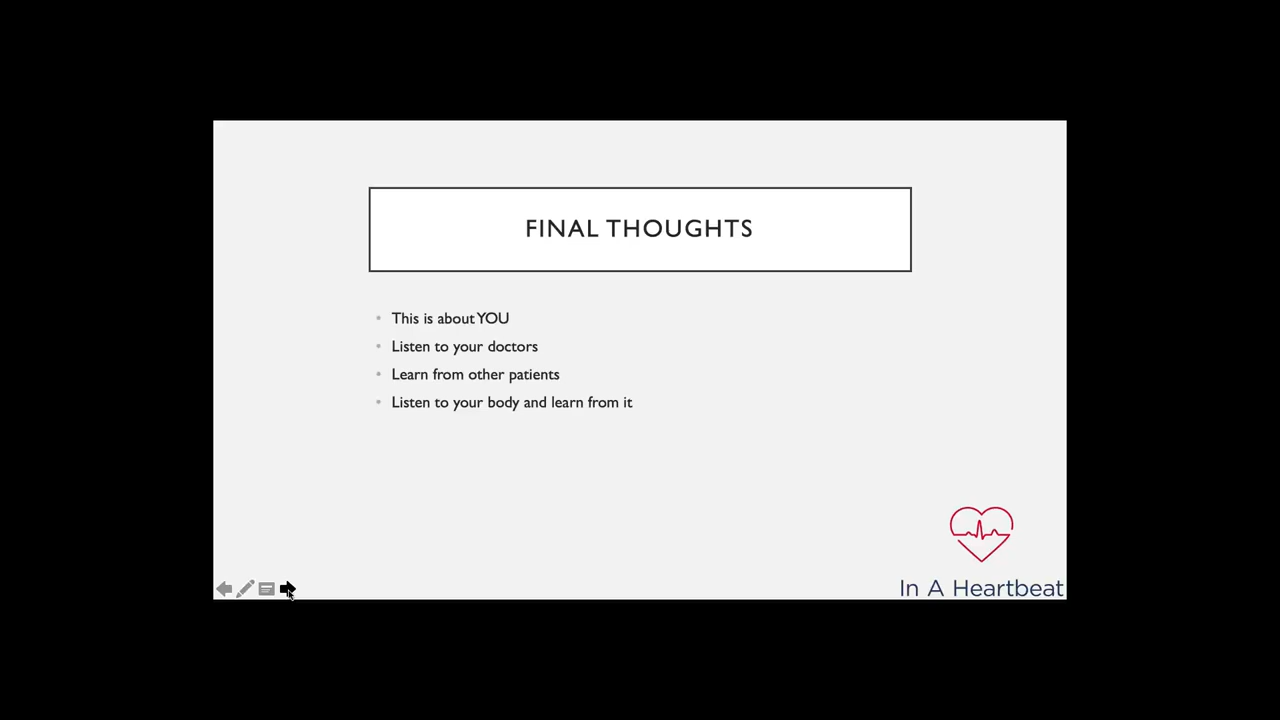 FINAL THOUGHTS
This is about YOU
Listen to your doctors
Learn from other patients
Listen to your body and learn from it
In A Heartbeat